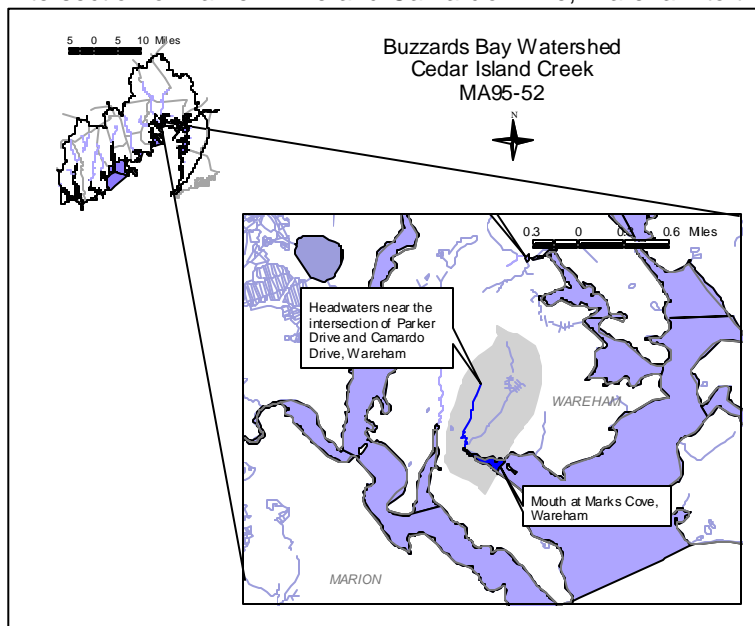 5 0 5 10 Miles
Buzzards Bay Watershed
Cedar Island Creek
MA95-52
N
0.3 0 0.3 0.6 Miles
Headwaters near the
intersection of Parker
Drive and Camardo
Drive, Wareham
WAREHAM
Mouth at Marks Cove,
Wareham
MARION